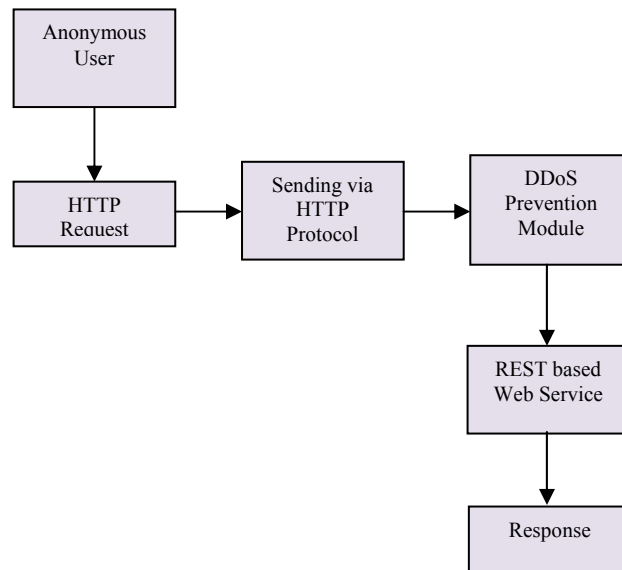 Anonymous
User
HTTP
Request
Sending via
HTTP
Protocol
DDoS
Prevention
Module
REST based
Web Service
Response